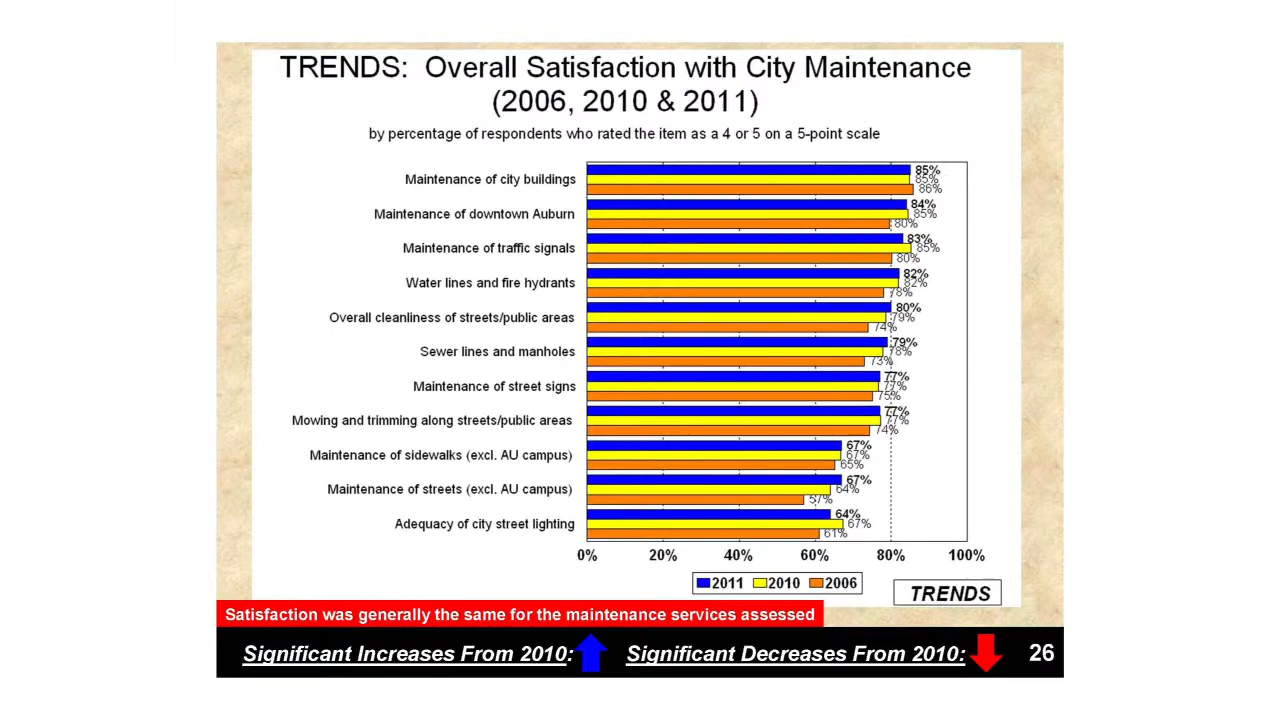 TRENDS: Overall Satisfaction with City Maintenance
(2006, 2010 & 2011)
by percentage of respondents who rated the item as a 4 or 5 on a 5-point scale
Maintenance of city buildings
85%
85%
86%
Maintenance of downtown Auburn
84%
85%
80%
Maintenance of traffic signals
83%
85%
80%
Water lines and fire hydrants
82%
82%
78%
Overall cleanliness of streets/public areas
80%
79%
74%
Sewer lines and manholes
79%
78%
73%
Maintenance of street signs
77%
77%
75%
Mowing and trimming along streets/public areas
77%
77%
74%
Maintenance of sidewalks (excl. AU campus)
67%
67%
65%
Maintenance of streets (excl. AU campus)
67%
64%
57%
Adequacy of city street lighting
64%
67%
61%
0% 20% 40% 60% 80% 100%
2011 2010 2006
TRENDS
Satisfaction was generally the same for the maintenance services assessed
Significant Increases From 2010: Significant Decreases From 2010: 26